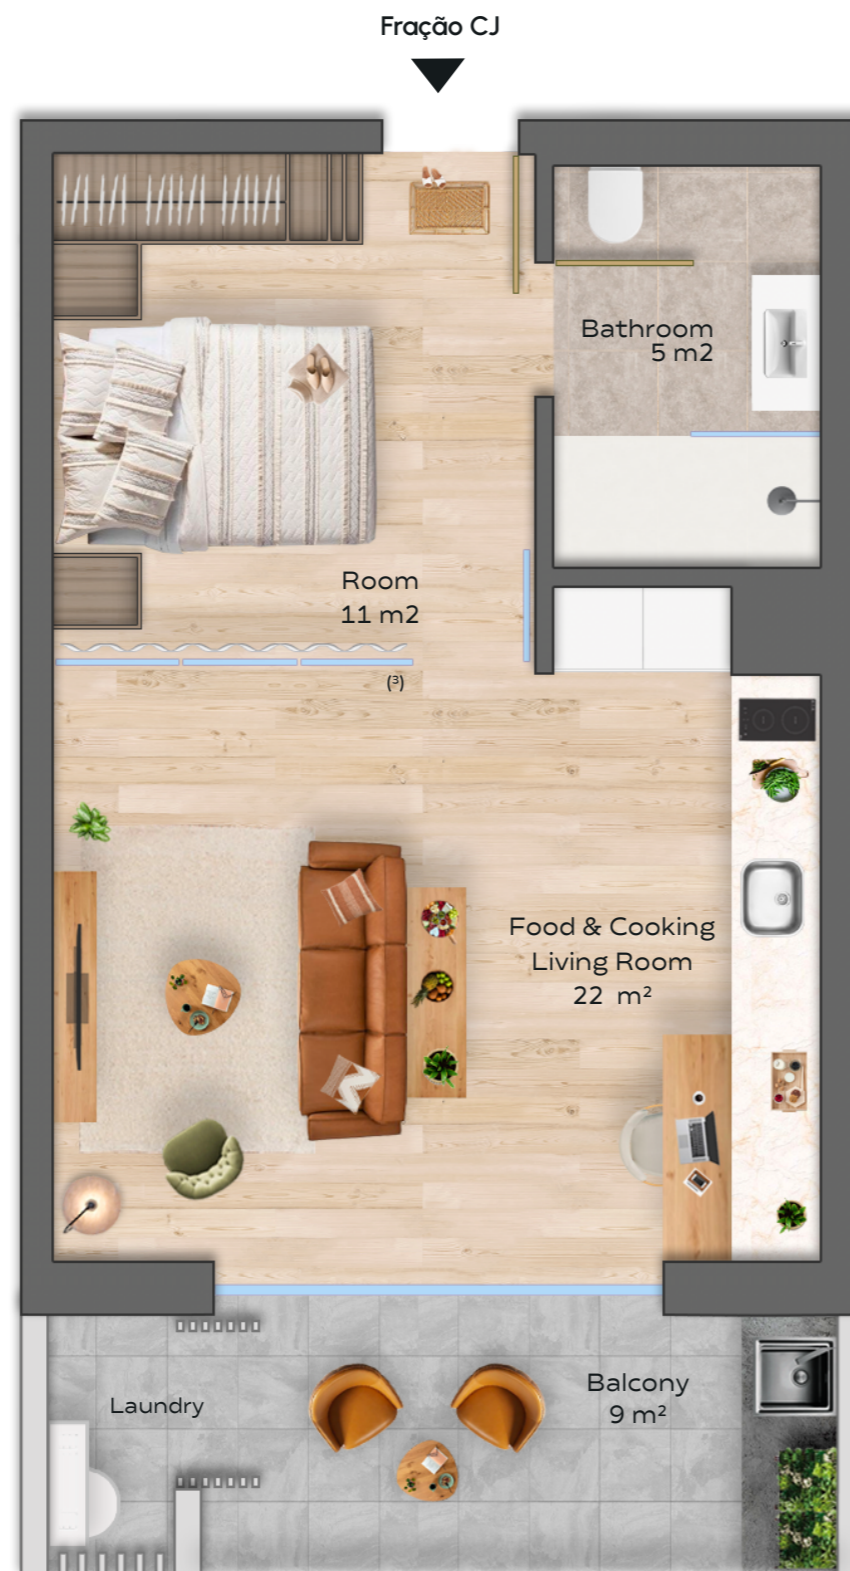 Fração CJ
Bathroom
5 m2
Room
11 m2
(³)
Food & Cooking
Living Room
22 m²
Balcony
9 m²
Laundry